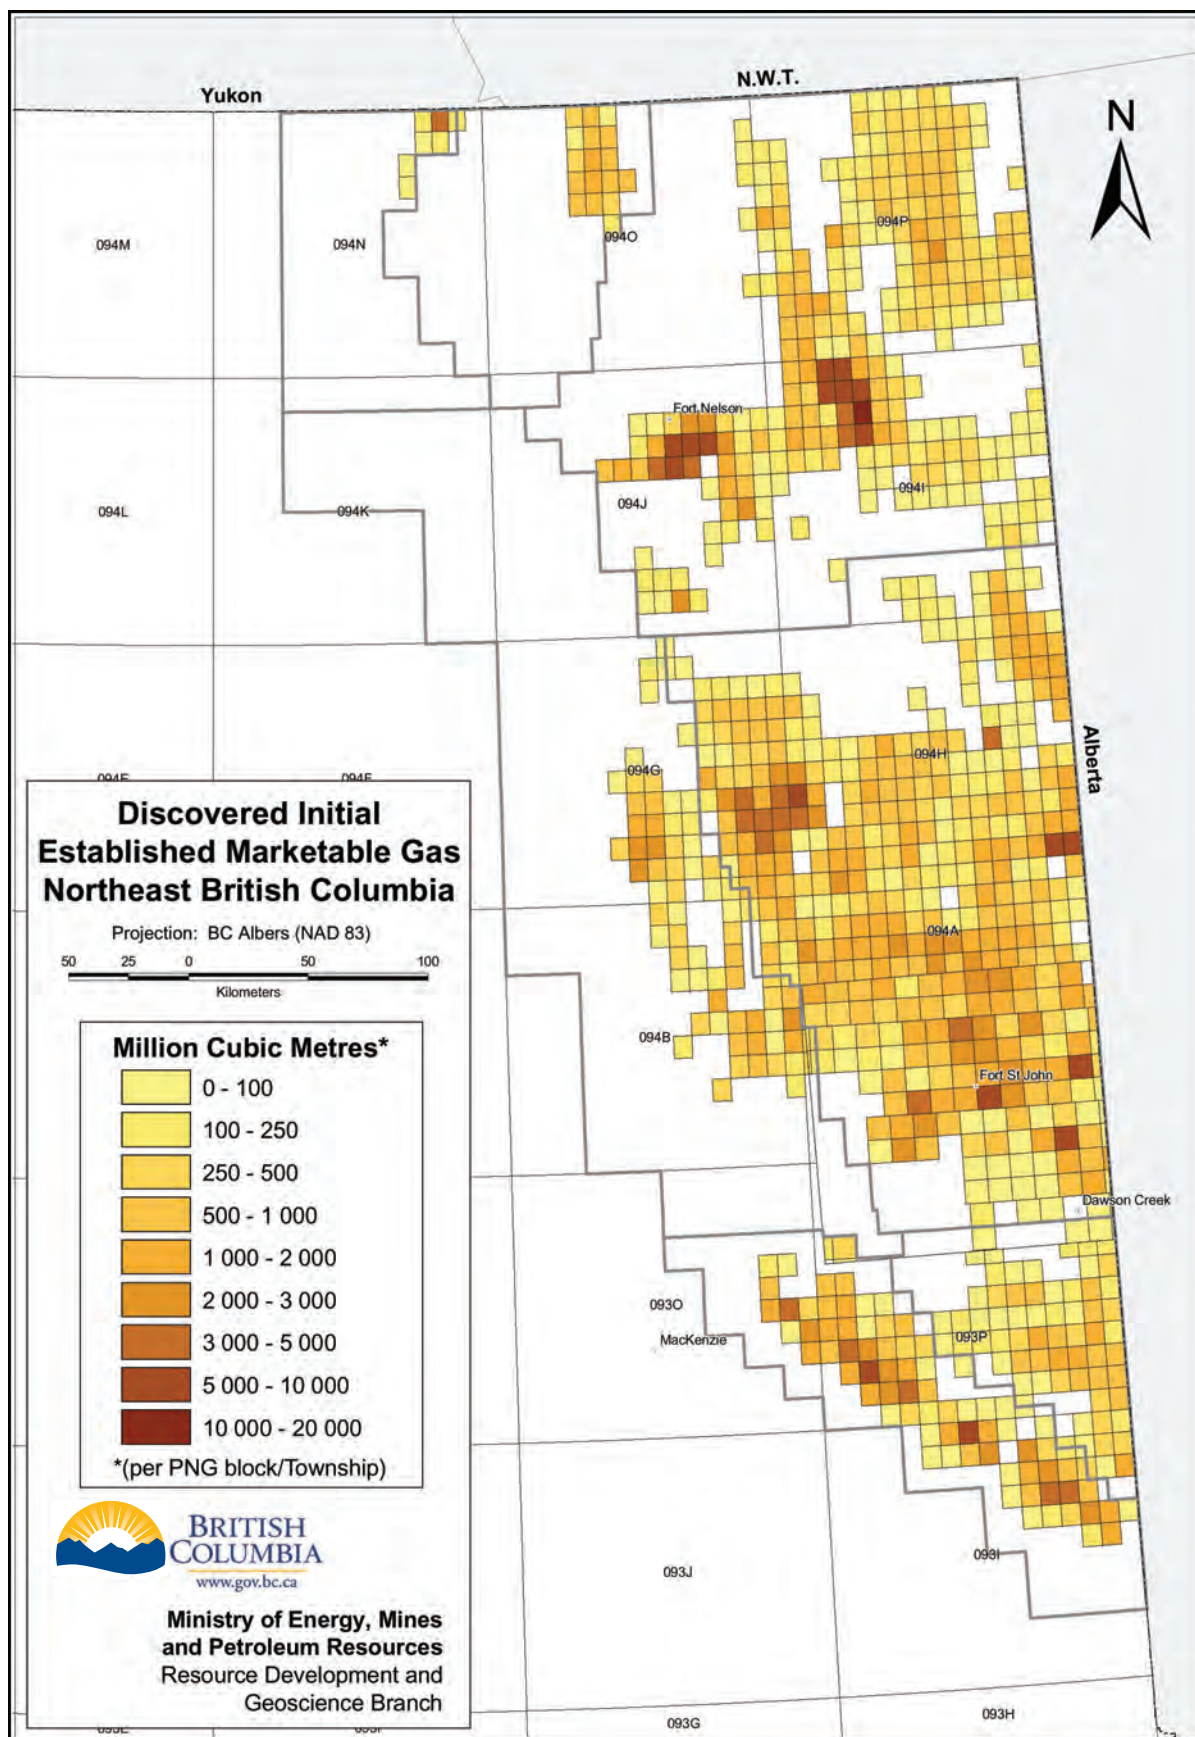 Yukon
N.W.T.
N
094M
094N
094O
094P
Fort Nelson
094L
094K
094J
094I
Alberta
094G
094H
094F
Discovered Initial
Established Marketable Gas
Northeast British Columbia
Projection: BC Albers (NAD 83)
50 25 0 50 100
Kilometers
094A
094B
Fort St John
Dawson Creek
Million Cubic Metres*
0 - 100
100 - 250
250 - 500
500 - 1 000
1 000 - 2 000
2 000 - 3 000
3 000 - 5 000
5 000 - 10 000
10 000 - 20 000
*(per PNG block/Township)
093O
MacKenzie
093P
BRITISH
COLUMBIA
www.gov.bc.ca
093J
093I
Ministry of Energy, Mines
and Petroleum Resources
Resource Development and
Geoscience Branch
093G
093H